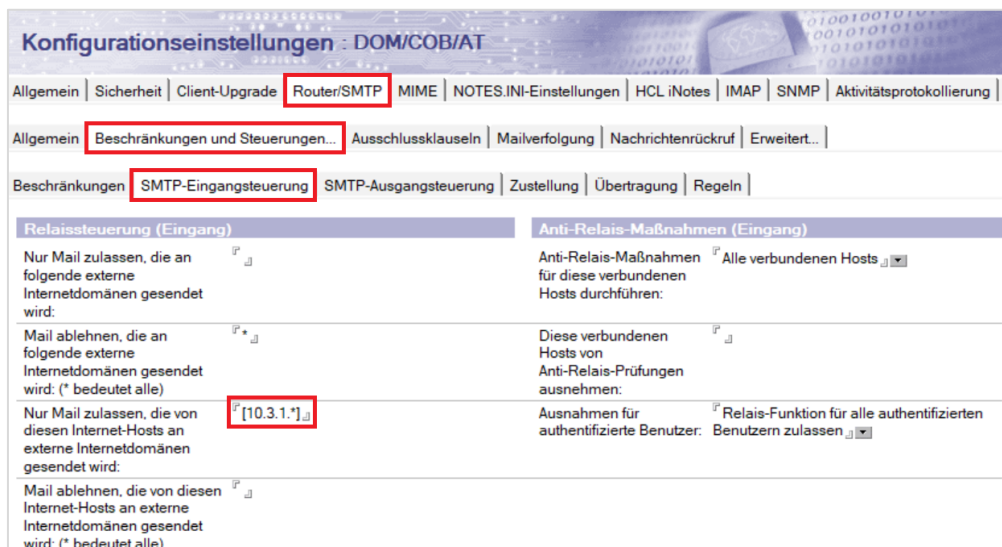 Konfigurationseinstellungen : DOM/COB/AT
Allgemein Sicherheit Client-Upgrade Router/SMTP MIME NOTES.INI-Einstellungen HCL iNotes IMAP SNMP Aktivitätsprotokollierung
Allgemein Beschränkungen und Steuerungen... Ausschlussklauseln Mailverfolgung Nachrichtenrückruf Erweitert...
Beschränkungen SMTP-Eingangsteuerung SMTP-Ausgangsteuerung Zustellung Übertragung Regeln
Relaissteuerung (Eingang)
Nur Mail zulassen, die an
folgende externe
Internetdomänen gesendet
wird:
Mail ablehnen, die an
folgende externe
Internetdomänen gesendet
wird: (* bedeutet alle)
*
Nur Mail zulassen, die von
diesen Internet-Hosts an
externe Internetdomänen
gesendet wird:
[10.3.1.*]
Mail ablehnen, die von diesen
Internet-Hosts an externe
Internetdomänen gesendet
wird: (* bedeutet alle)
Anti-Relais-Maßnahmen (Eingang)
Anti-Relais-Maßnahmen
für diese verbundenen
Hosts durchführen:
Alle verbundenen Hosts
Diese verbundenen
Hosts von
Anti-Relais-Prüfungen
ausnehmen:
Ausnahmen für
authentifizierte Benutzer:
Relais-Funktion für alle authentifizierten
Benutzern zulassen